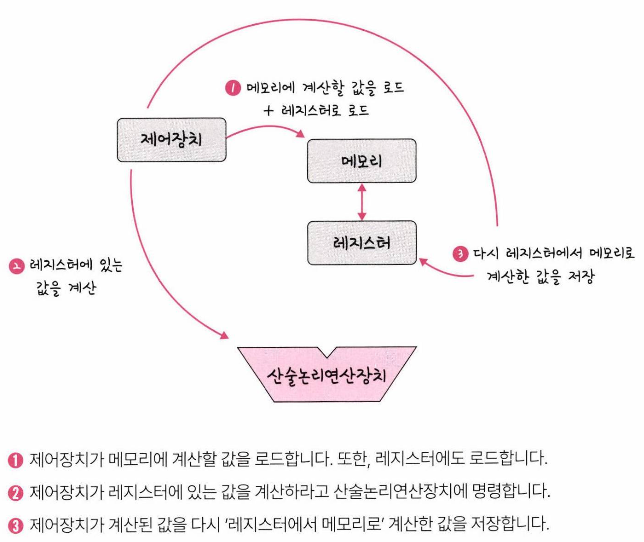 ❶ 메모리에 계산할 값을 로드
+ 레지스터로 로드
제어장치
메모리
레지스터
❷ 레지스터에 있는
값을 계산
❸ 다시 레지스터에서 메모리로
계산한 값을 저장
산술논리연산장치
❶ 제어장치가 메모리에 계산할 값을 로드합니다. 또한, 레지스터에도 로드합니다.
❷ 제어장치가 레지스터에 있는 값을 계산하라고 산술논리연산장치에 명령합니다.
❸ 제어장치가 계산된 값을 다시 '레지스터에서 메모리로' 계산한 값을 저장합니다.